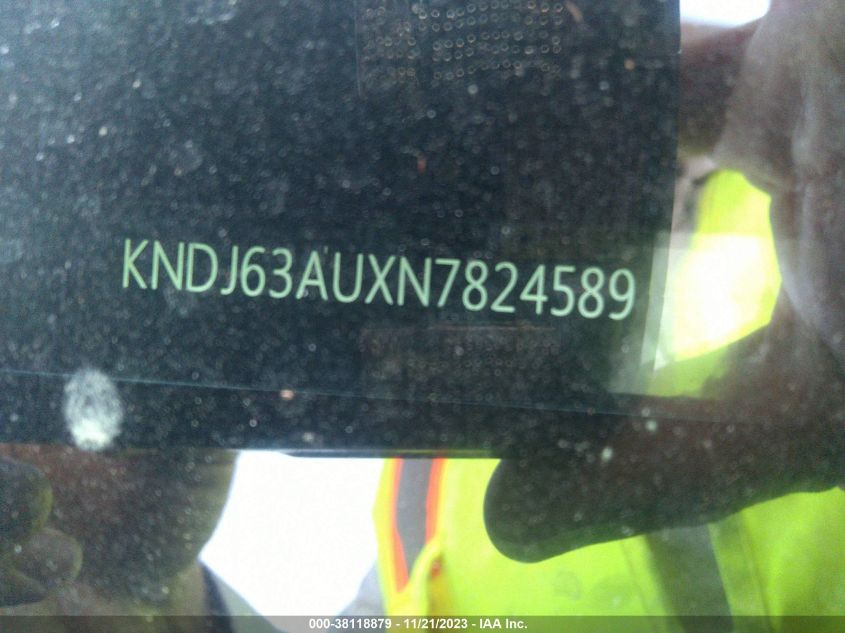 KNDJ63AUXN7824589
000-38118879 - 11/21/2023 - IAA Inc.